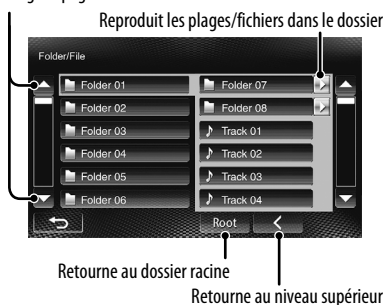 Reproduit les plages/fichiers dans le dossier
Folder/File
Folder 01
Folder 07
Folder 02
Folder 08
Folder 03
Track 01
Folder 04
Track 02
Folder 05
Track 03
Folder 06
Track 04
Root
Retourne au dossier racine
Retourne au niveau supérieur